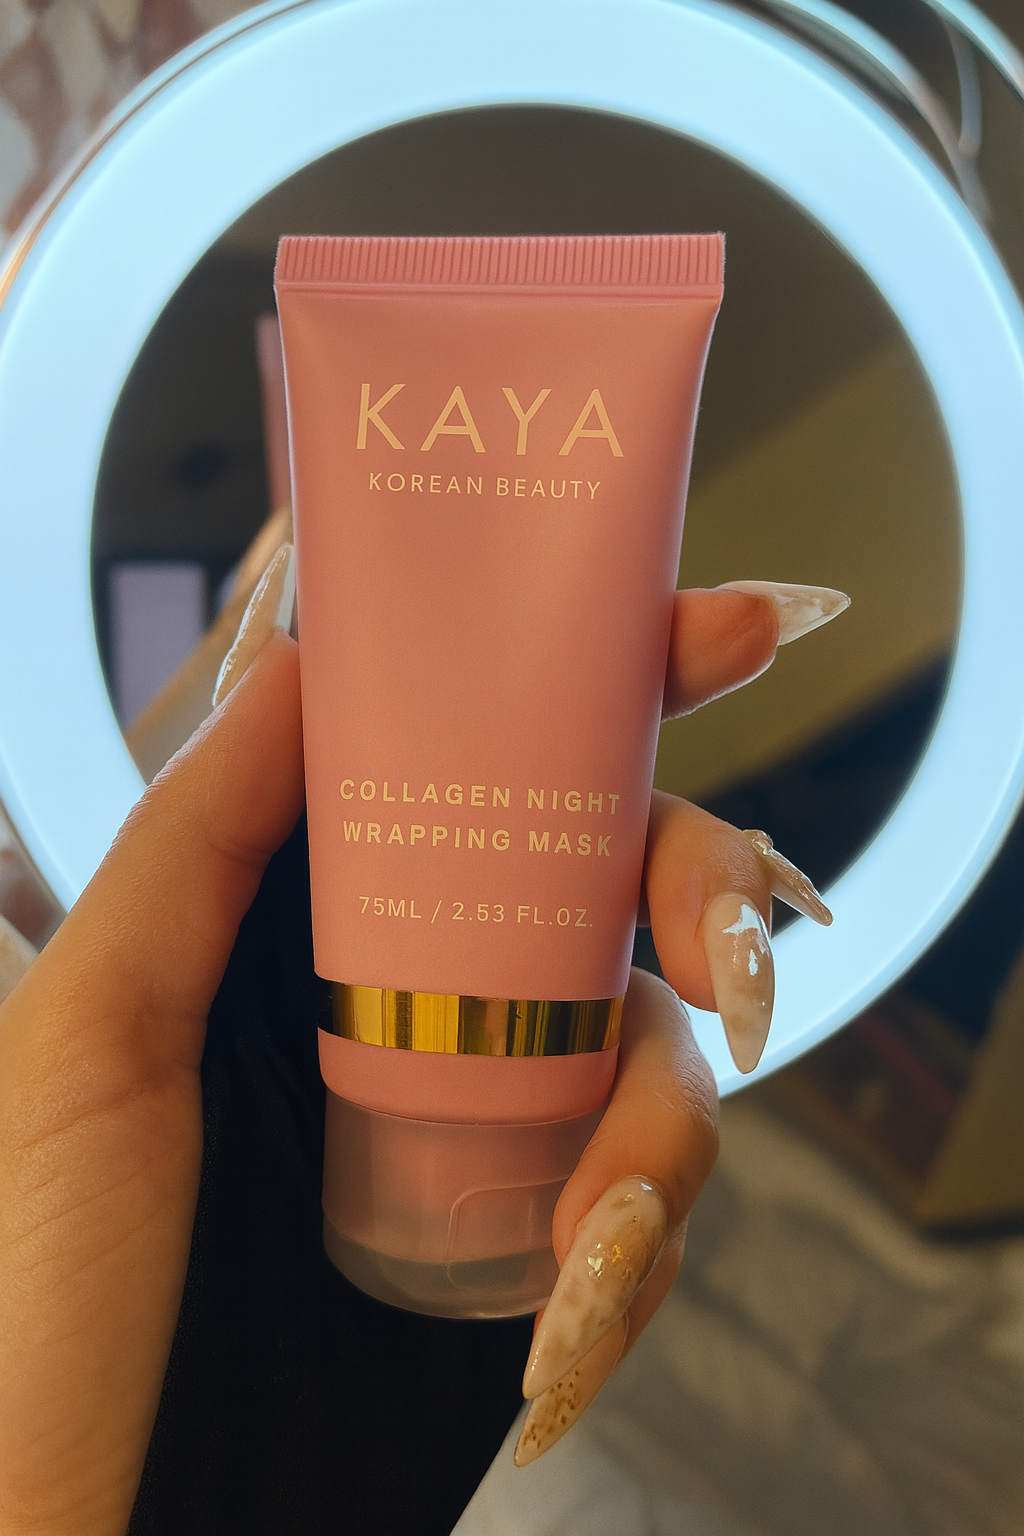 KAYA
KOREAN BEAUTY
COLLAGEN NIGHT
WRAPPING MASK
75ML / 2.53 FL.OZ.